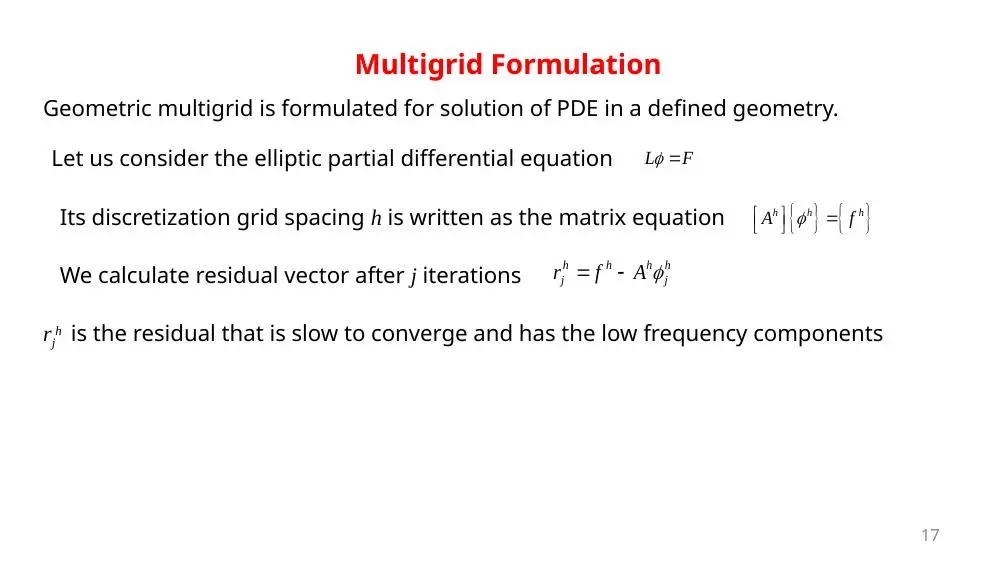 Multigrid Formulation
Geometric multigrid is formulated for solution of PDE in a defined geometry.
Let us consider the elliptic partial differential equation Lϕ = F
Its discretization grid spacing h is written as the matrix equation [A^h]{ϕ^h} = {f^h}
We calculate residual vector after j iterations r_j^h = f^h - A^hϕ_j^h
r_j^h is the residual that is slow to converge and has the low frequency components
17